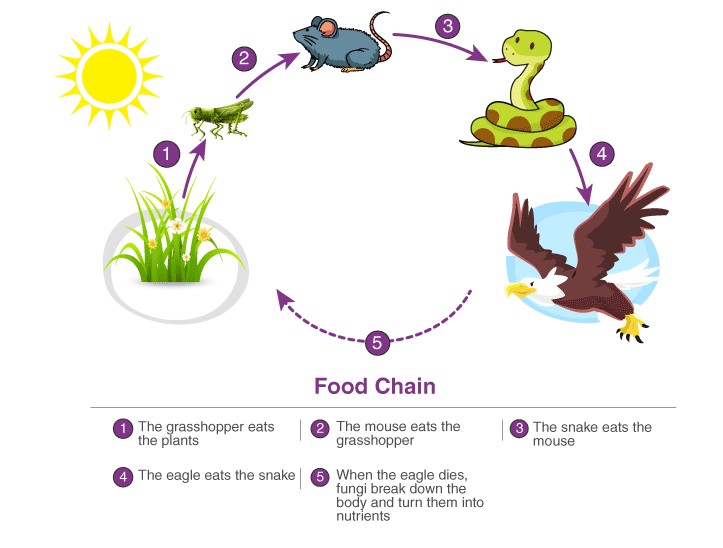 1
2
3
4
5
Food Chain
1 The grasshopper eats
the plants
2 The mouse eats the
grasshopper
3 The snake eats the
mouse
4 The eagle eats the snake
5 When the eagle dies,
fungi break down the
body and turn them into
nutrients